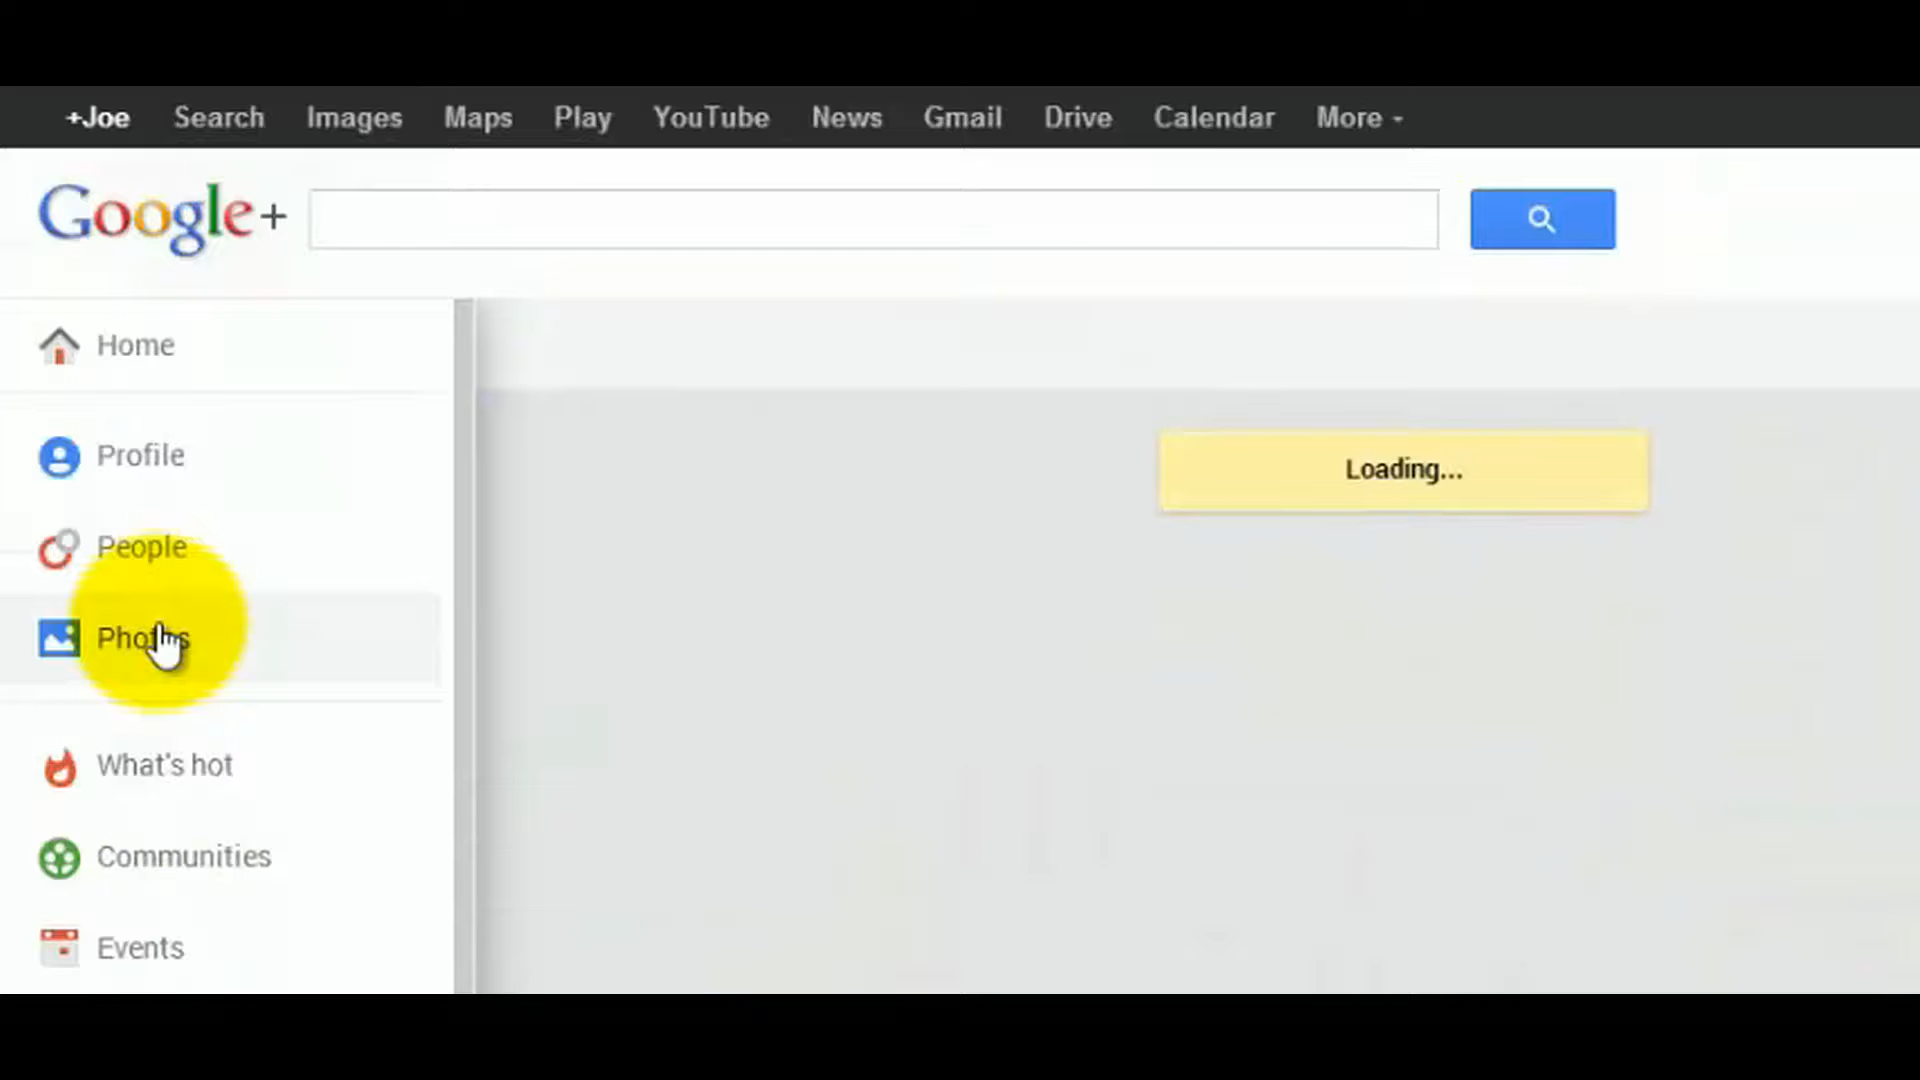 +Joe Search Images Maps Play YouTube News Gmail Drive Calendar More
Google+
Home
Profile
Loading...
People
Photos
What's hot
Communities
Events